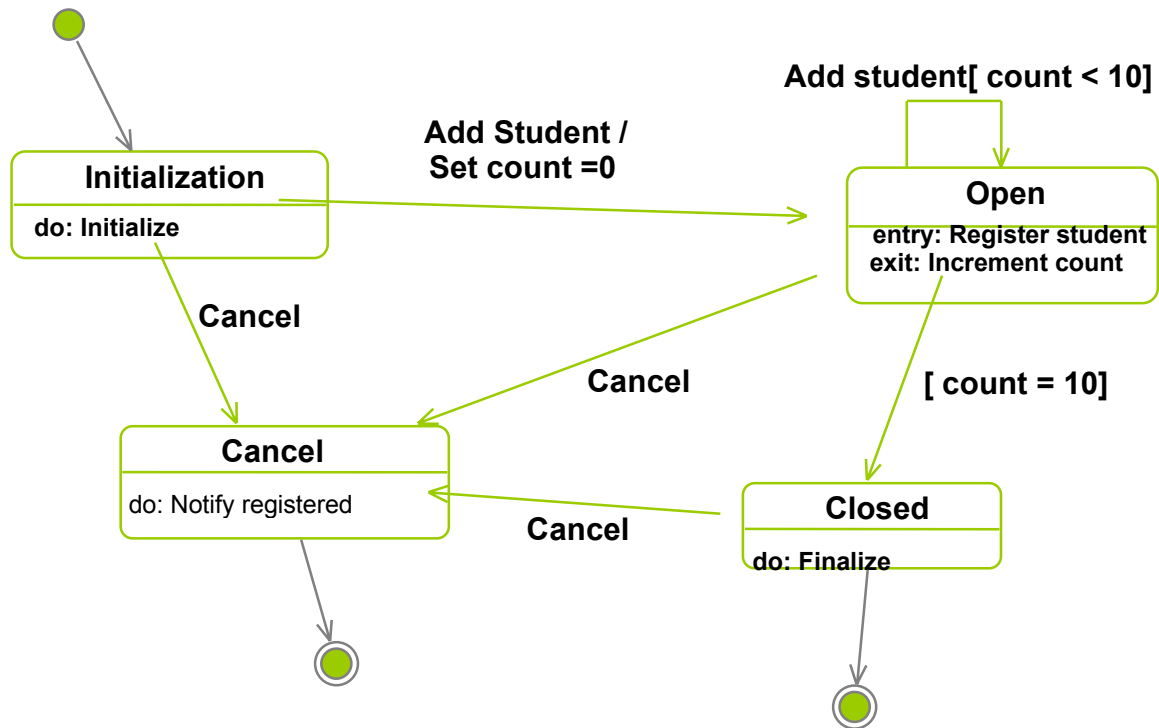 Add student[ count < 10]
Add Student /
Set count =0
Initialization
do: Initialize
Open
entry: Register student
exit: Increment count
Cancel
Cancel
[ count = 10]
Cancel
do: Notify registered
Cancel
Closed
do: Finalize